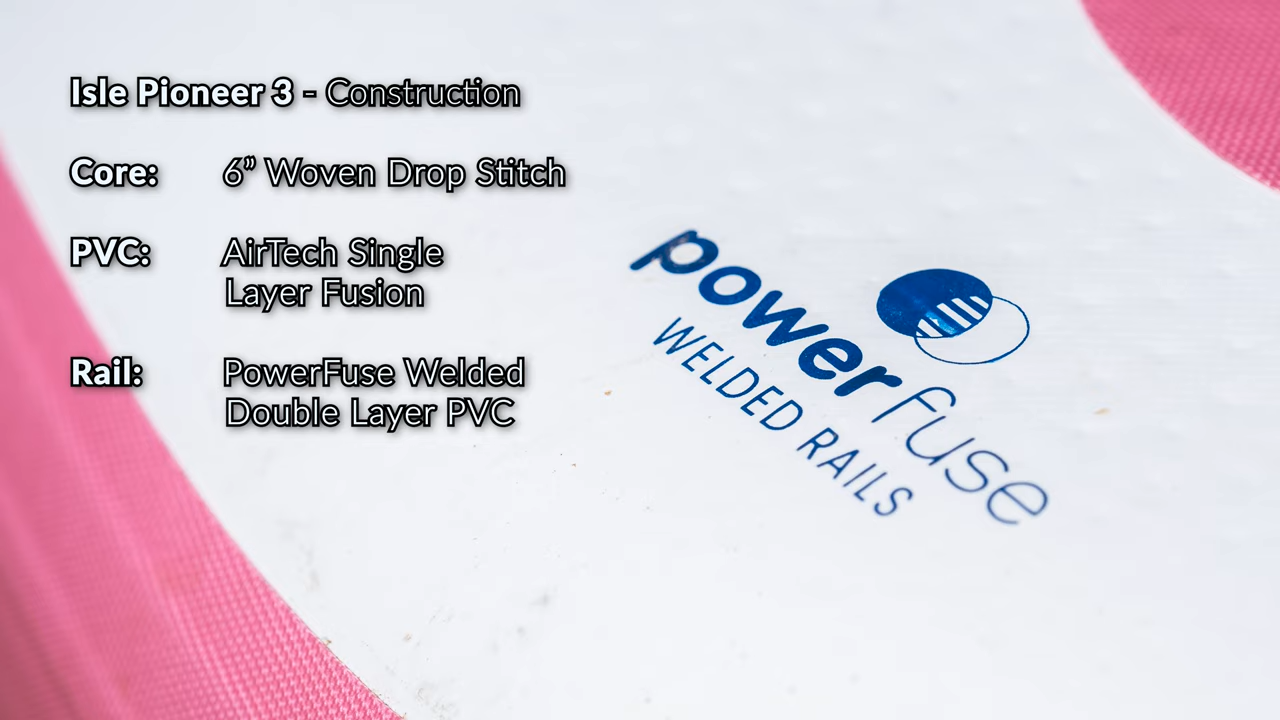 Isle Pioneer 3 - Construction
Core: 6” Woven Drop Stitch
PVC: AirTech Single
Layer Fusion
Rail: PowerFuse Welded
Double Layer PVC
powerfuse
WELDED RAILS